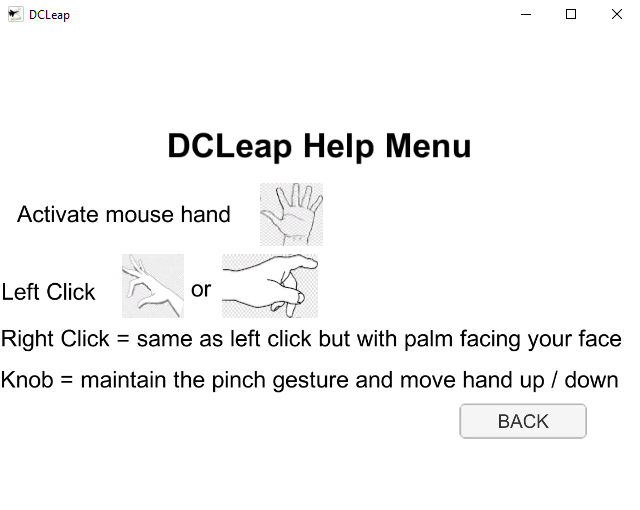 DCLeap
DCLeap Help Menu
Activate mouse hand
Left Click or
Right Click = same as left click but with palm facing your face
Knob = maintain the pinch gesture and move hand up / down
BACK